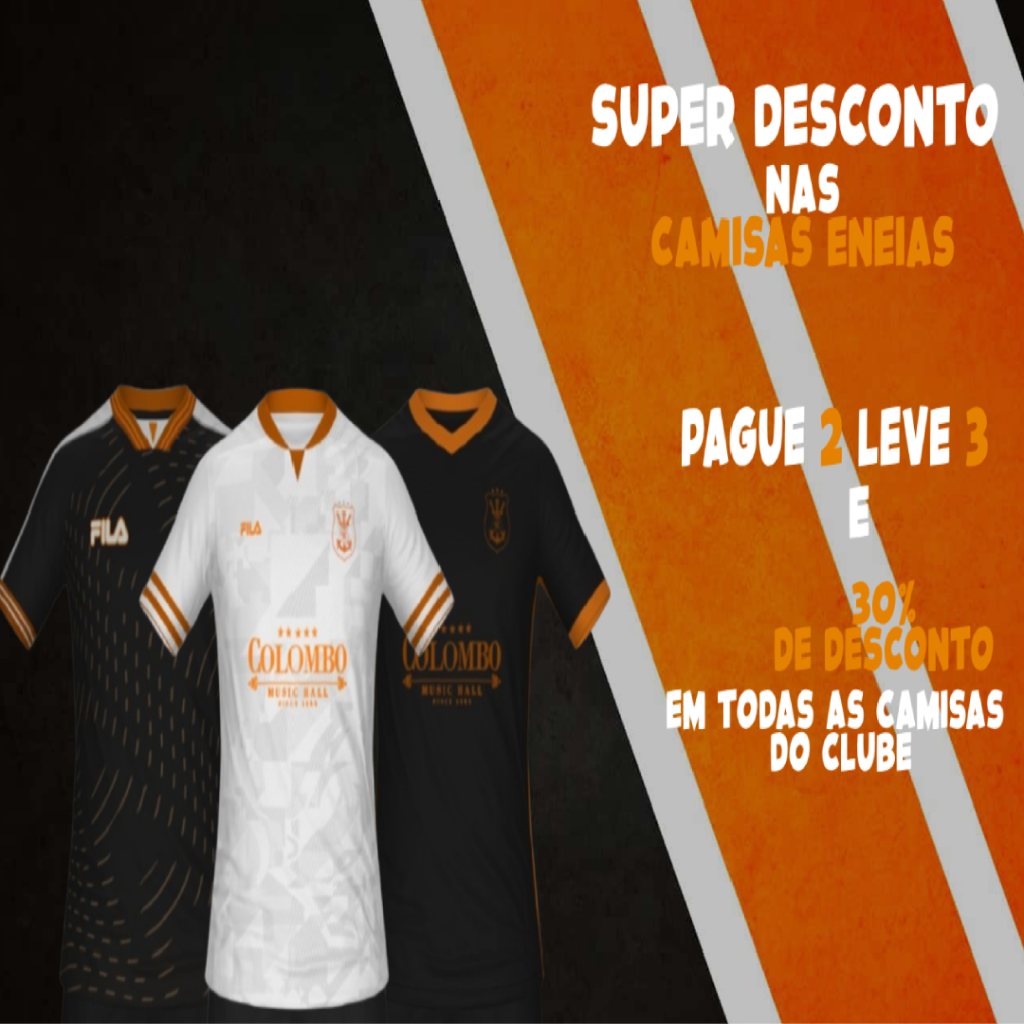 SUPER DESCONTO
NAS
CAMISAS ENEIAS
PAGUE 2 LEVE 3
E
30%
DE DESCONTO
EM TODAS AS CAMISAS
DO CLUBE
FILA
FILA
COLOMBO
MUSIC HALL
COLOMBO
MUSIC HALL